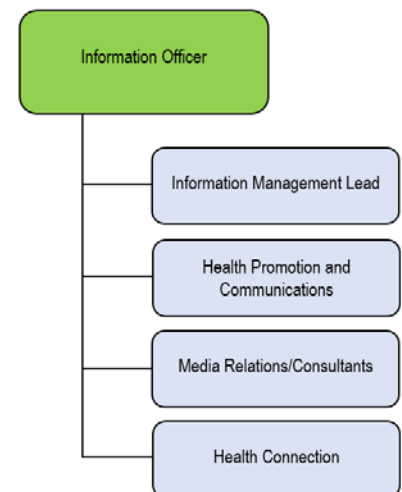 Information Officer
Information Management Lead
Health Promotion and
Communications
Media Relations/Consultants
Health Connection